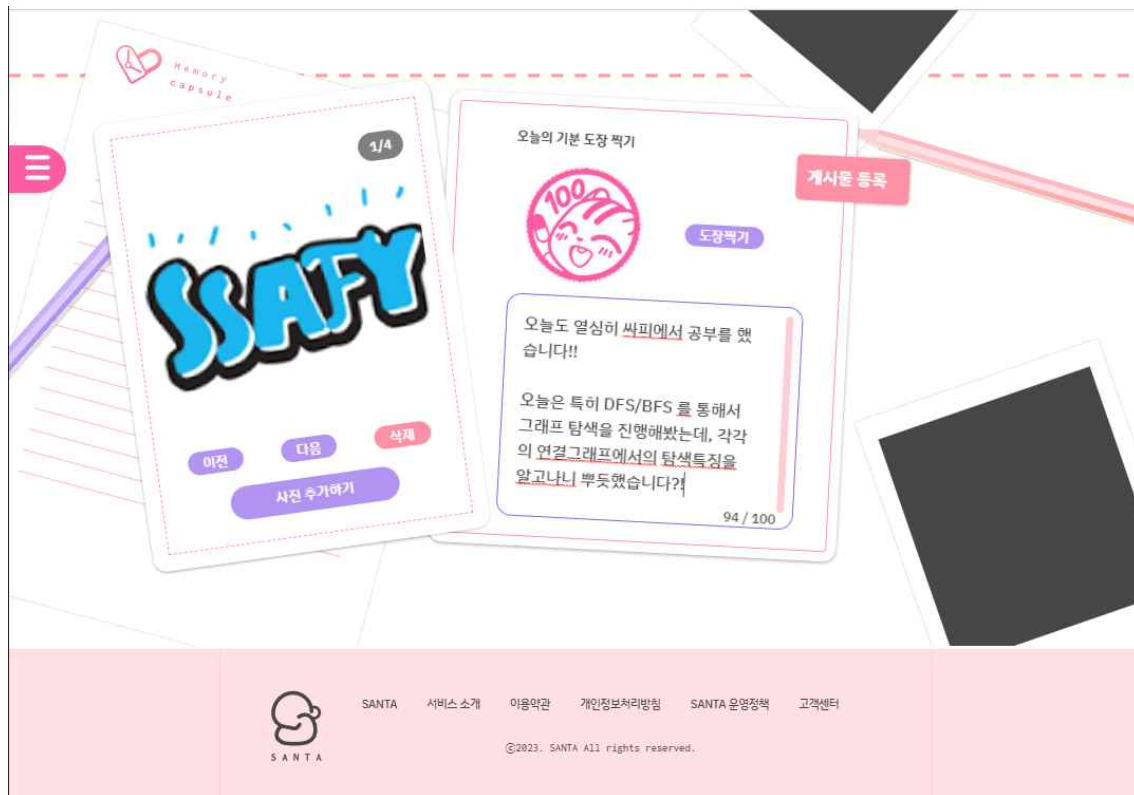 Memory
capsule
1/4
SSAFY
이전
다음
삭제
사진 추가하기
오늘의 기분 도장 찍기
게시물 등록
100
도장찍기
오늘도 열심히 싸피에서 공부를 했
습니다!!
오늘은 특히 DFS/BFS 를 통해서
그래프 탐색을 진행해봤는데, 각각
의 연결그래프에서의 탐색특징을
알고나니 뿌듯했습니다?!
94 / 100
SANTA
서비스 소개
이용약관
개인정보처리방침
SANTA 운영정책
고객센터
SANTA
ⓒ2023. SANTA All rights reserved.